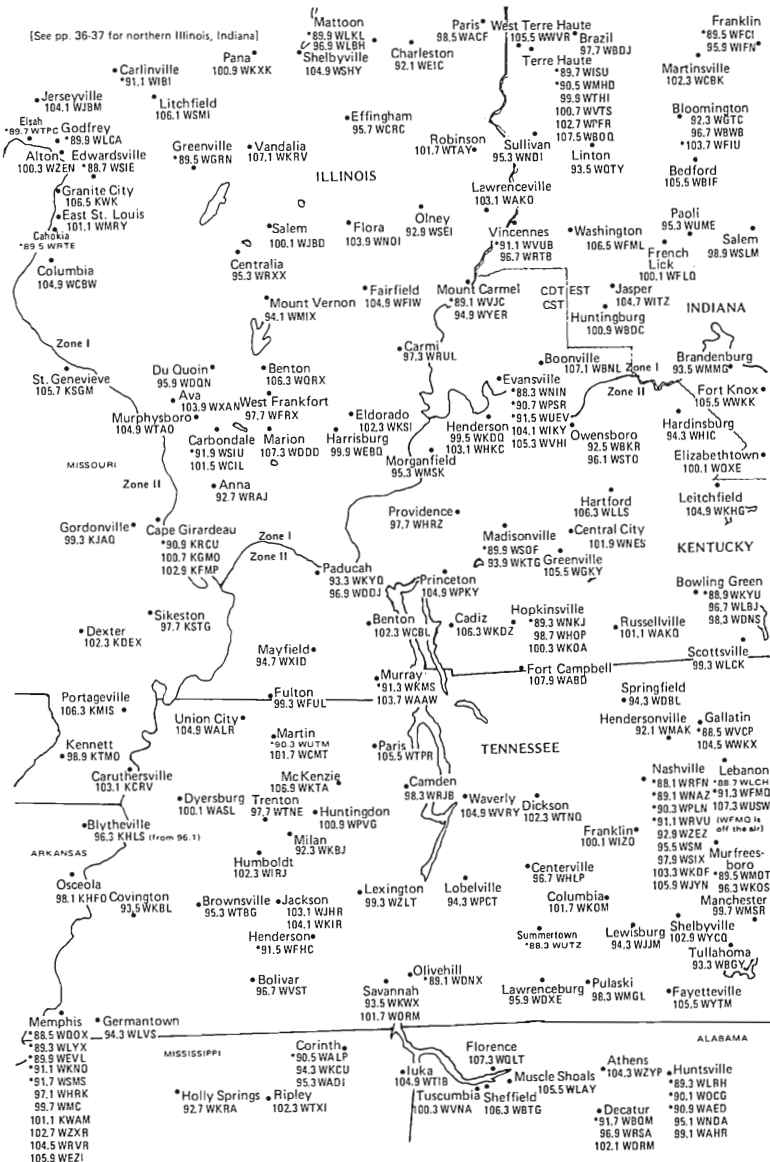 [See pp. 36-37 for northern Illinois, Indiana]
Mattoon
*89.9 WLKL
96.9 WLBH
Shelbyville
104.9 WSHY
Paris
98.5 WACF
West Terre Haute
105.5 WWVR
Brazil
97.7 WBDJ
Franklin
*89.5 WFCI
95.9 WIFN
Pana
100.9 WKXK
Charleston
92.1 WEIC
Terre Haute
*89.7 WISU
*90.5 WMHD
99.9 WTHI
100.7 WVTS
102.7 WPFR
107.5 WBOQ
Martinsville
102.3 WCBK
Carlinville
*91.1 WIBI
Jerseyville
104.1 WJBM
Litchfield
106.1 WSMI
Effingham
95.7 WCRC
Bloomington
92.3 WGTC
96.7 WBWB
*103.7 WFIU
Elsah
*89.7 WTPC
Godfrey
*89.9 WLCA
Alton
100.3 WZEN
Edwardsville
*88.7 WSIE
Greenville
*89.5 WGRN
Vandalia
107.1 WKRV
Robinson
101.7 WTAY
Sullivan
95.3 WNDI
Linton
93.5 WQTY
Bedford
105.5 WBIF
ILLINOIS
Granite City
106.5 KWK
East St. Louis
101.1 WMRY
Cahokia
*89.5 WRTE
Columbia
104.9 WCBW
Lawrenceville
103.1 WAKO
Salem
100.1 WJBD
Flora
103.9 WNOI
Olney
92.9 WSEI
Vincennes
*91.1 WVUB
96.7 WRTB
Washington
106.5 WFML
Paoli
95.3 WUME
French
Lick
100.1 WFLQ
Salem
98.9 WSLM
Centralia
95.3 WRXX
Mount Vernon
94.1 WMIX
Fairfield
104.9 WFIW
Mount Carmel
*89.1 WVJC
94.9 WYER
CDT EST
CST
Jasper
104.7 WITZ
Huntingburg
100.9 WBDC
INDIANA
Zone I
Carmi
97.3 WRUL
Boonville
107.1 WBNL
Zone I
Zone II
Brandenburg
93.5 WMMG
St. Genevieve
105.7 KSGM
Du Quoin
95.9 WDQN
Benton
106.3 WQRX
Evansville
*88.3 WNIN
*90.7 WPSR
*91.5 WUEV
104.1 WIKY
105.3 WVHI
Fort Knox
105.5 WWKK
Ava
103.9 WXAN
West Frankfort
97.7 WFRX
Eldorado
102.3 WKSI
Murphysboro
104.9 WTAO
Carbondale
*91.9 WSIU
101.5 WCIL
Marion
107.3 WDDD
Harrisburg
99.9 WEBQ
Henderson
99.5 WKDQ
103.1 WHKC
Owensboro
92.5 WBKR
96.1 WSTO
Hardinsburg
94.3 WHIC
Elizabethtown
100.1 WQXE
Morganfield
95.3 WMSK
MISSOURI
Zone II
Anna
92.7 WRAJ
Hartford
106.3 WLLS
Leitchfield
104.9 WKHG
Gordonville
99.3 KJAQ
Cape Girardeau
*90.9 KRCU
100.7 KGMO
102.9 KFMP
Zone I
Zone II
Providence
97.7 WHRZ
Madisonville
*89.9 WSOF
93.9 WKTG
Central City
101.9 WNES
Greenville
105.5 WGKY
KENTUCKY
Paducah
93.3 WKYQ
96.9 WDDJ
Princeton
104.9 WPKY
Bowling Green
*88.9 WKYU
96.7 WLBJ
98.3 WDNS
Sikeston
97.7 KSTG
Dexter
102.3 KDEX
Benton
102.3 WCBL
Cadiz
106.3 WKDZ
Hopkinsville
*89.3 WNKJ
98.7 WHOP
100.3 WKOA
Russellville
101.1 WAKQ
Mayfield
94.7 WXID
Scottsville
99.3 WLCK
Murray
*91.3 WKMS
103.7 WAAW
Fort Campbell
107.9 WABD
Portageville
106.3 KMIS
Fulton
99.3 WFUL
Springfield
94.3 WDBL
Union City
104.9 WALR
Hendersonville
92.1 WMAK
Gallatin
*88.5 WVCP
104.5 WWKX
Kennett
98.9 KTMO
Martin
*90.3 WUTM
101.7 WCMT
Paris
105.5 WTPR
TENNESSEE
Caruthersville
103.1 KCRV
McKenzie
106.9 WKTA
Camden
98.3 WRJB
Nashville
*88.1 WRFN
*89.1 WNAZ
*90.3 WPLN
*91.1 WRVU
92.9 WZEZ
95.5 WSM
97.9 WSIX
103.3 WKDF
105.9 WJYN
Lebanon
*88.7 WLCH
*91.3 WFMQ
107.3 WUSW
(WFMQ is
off the air)
Dyersburg
100.1 WASL
Trenton
97.7 WTNE
Huntingdon
100.9 WPVG
Waverly
104.9 WVRY
Dickson
102.3 WTNQ
Blytheville
96.3 KHLS (from 96.1)
Milan
92.3 WKBJ
Franklin
100.1 WIZO
Murfrees-
boro
*89.5 WMOT
96.3 WKOS
ARKANSAS
Humboldt
102.3 WIRJ
Centerville
96.7 WHLP
Osceola
98.1 KHFO
Covington
93.5 WKBL
Brownsville
95.3 WTBG
Jackson
103.1 WJHR
104.1 WKIR
Lexington
99.3 WZLT
Lobelville
94.3 WPCT
Columbia
101.7 WKOM
Manchester
99.7 WMSR
Henderson
*91.5 WFHC
Summertown
*88.3 WUTZ
Lewisburg
94.3 WJJM
Shelbyville
102.9 WYCQ
Tullahoma
93.3 WBGY
Bolivar
96.7 WVST
Olivehill
*89.1 WDNX
Savannah
93.5 WKWX
101.7 WORM
Lawrenceburg
95.9 WDXE
Pulaski
98.3 WMGL
Fayetteville
105.5 WYTM
Memphis
*88.5 WQOX
*89.3 WLYX
*89.9 WEVL
*91.1 WKNO
*91.7 WSMS
97.1 WHRK
99.7 WMC
101.1 KWAM
102.7 WZXR
104.5 WRVR
105.9 WEZI
Germantown
94.3 WLVS
MISSISSIPPI
Corinth
*90.5 WALP
94.3 WKCU
95.3 WADI
ALABAMA
Florence
107.3 WQLT
Iuka
104.9 WTIB
Muscle Shoals
105.5 WLAY
Athens
104.3 WZYP
Huntsville
*89.3 WLRH
*90.1 WOCG
*90.9 WAED
95.1 WNDA
99.1 WAHR
Holly Springs
92.7 WKRA
Ripley
102.3 WTXI
Tuscumbia
100.3 WVNA
Sheffield
106.3 WBTG
Decatur
*91.7 WBQM
96.9 WRSA
102.1 WDRM